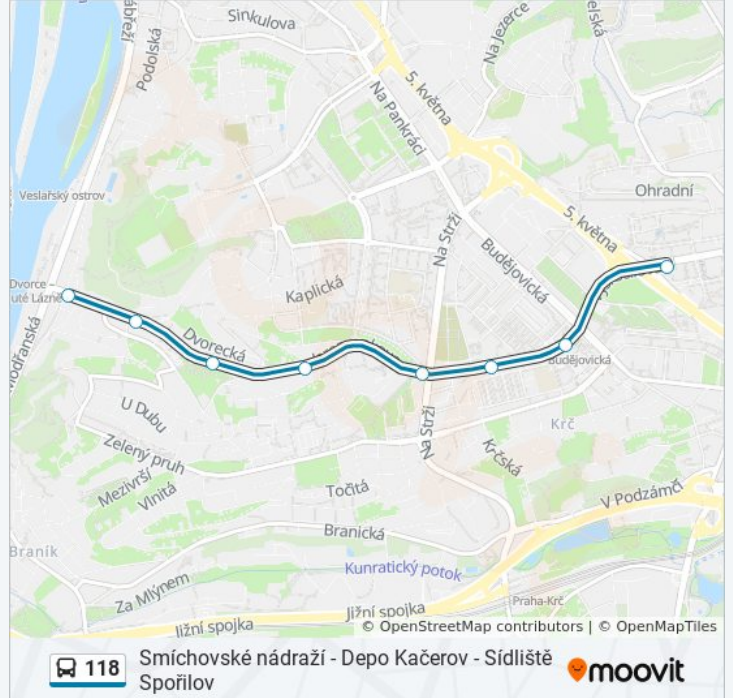 Sinkulova
Podolská
Na Jezerce
5. května
Na Pankráci
Veslařský ostrov
Ohradní
5. května
Na Strži
Budějovická
Dvorce –
Kaplická
Modřanská
Dvorecká
Budějovická
U Dubu
Na Strži
Krč
Zelený pruh
Krčská
Mezivrší
Vlnitá
Točitá
V Podzámčí
Branická
Braník
Kunratický potok
Za Mlýnem
Praha-Krč
Jižní spojka
Jižní spojka
© OpenStreetMap contributors | © OpenMapTiles
118
Smíchovské nádraží - Depo Kačerov - Sídliště
Spořilov
moovit